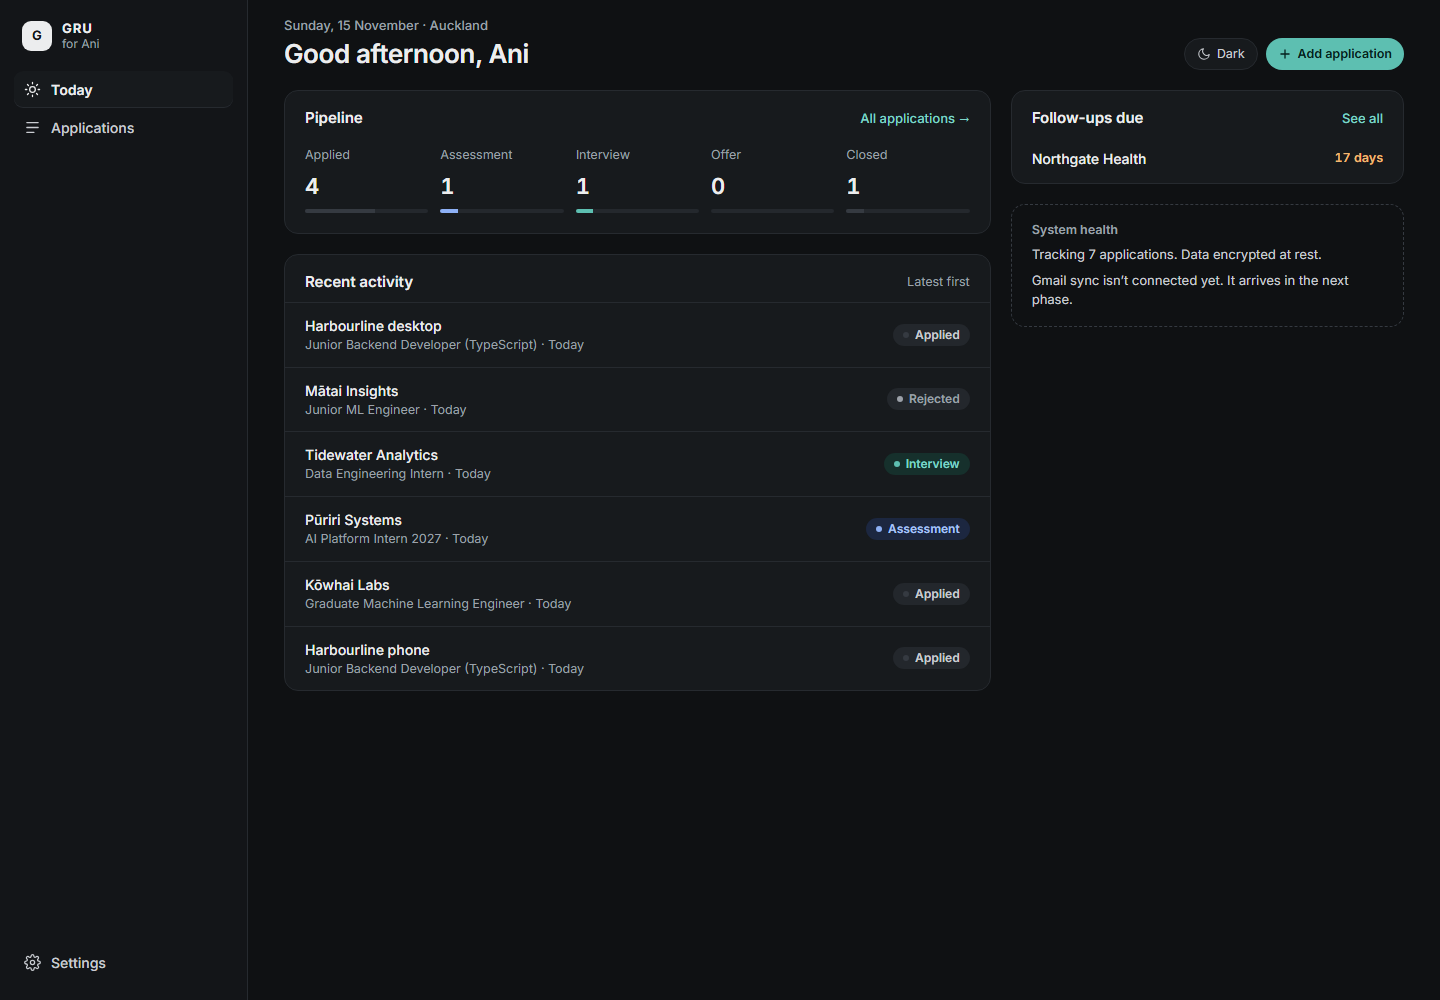 G
GRU
for Ani
Today
Applications
Settings
Sunday, 15 November · Auckland
Good afternoon, Ani
Dark
+ Add application
Pipeline
All applications →
Applied
Assessment
Interview
Offer
Closed
4
1
1
0
1
Recent activity
Latest first
Harbourline desktop
Junior Backend Developer (TypeScript) · Today
Applied
Mātai Insights
Junior ML Engineer · Today
Rejected
Tidewater Analytics
Data Engineering Intern · Today
Interview
Pūriri Systems
AI Platform Intern 2027 · Today
Assessment
Kōwhai Labs
Graduate Machine Learning Engineer · Today
Applied
Harbourline phone
Junior Backend Developer (TypeScript) · Today
Applied
Follow-ups due
See all
Northgate Health
17 days
System health
Tracking 7 applications. Data encrypted at rest.
Gmail sync isn’t connected yet. It arrives in the next
phase.